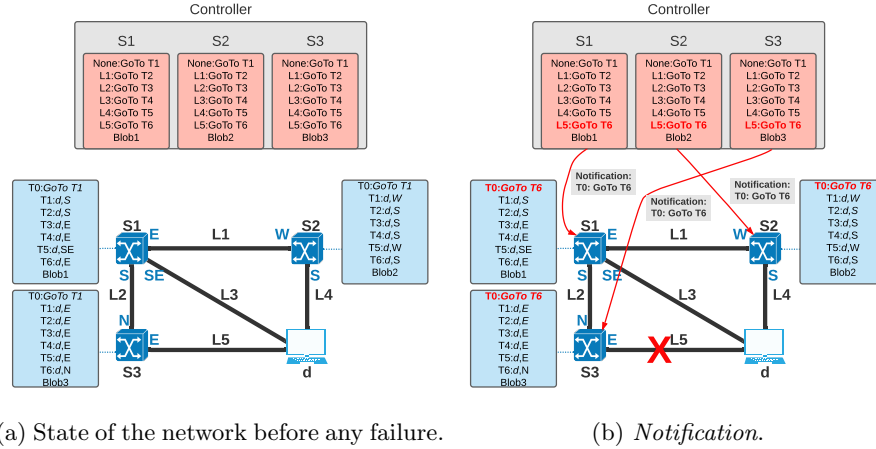 Controller
S1 S2 S3
None:GoTo T1 None:GoTo T1 None:GoTo T1
L1:GoTo T2 L1:GoTo T2 L1:GoTo T2
L2:GoTo T3 L2:GoTo T3 L2:GoTo T3
L3:GoTo T4 L3:GoTo T4 L3:GoTo T4
L4:GoTo T5 L4:GoTo T5 L4:GoTo T5
L5:GoTo T6 L5:GoTo T6 L5:GoTo T6
Blob1 Blob2 Blob3
T0:GoTo T1
T1:d,S
T2:d,S
T3:d,E
T4:d,E
T5:d,SE
T6:d,E
Blob1
T0:GoTo T1
T1:d,W
T2:d,S
T3:d,S
T4:d,S
T5:d,W
T6:d,S
Blob2
S1 E L1 W S2
S SE S
L2 L3 L4
T0:GoTo T1
T1:d,E
T2:d,E
T3:d,E
T4:d,E
T5:d,E
T6:d,N
Blob3
N
E L5
S3 d
(a) State of the network before any failure.
Controller
S1 S2 S3
None:GoTo T1 None:GoTo T1 None:GoTo T1
L1:GoTo T2 L1:GoTo T2 L1:GoTo T2
L2:GoTo T3 L2:GoTo T3 L2:GoTo T3
L3:GoTo T4 L3:GoTo T4 L3:GoTo T4
L4:GoTo T5 L4:GoTo T5 L4:GoTo T5
L5:GoTo T6 L5:GoTo T6 L5:GoTo T6
Blob1 Blob2 Blob3
Notification:
T0: GoTo T6
Notification:
T0: GoTo T6
Notification:
T0: GoTo T6
T0:GoTo T6
T1:d,S
T2:d,S
T3:d,E
T4:d,E
T5:d,SE
T6:d,E
Blob1
T0:GoTo T6
T1:d,W
T2:d,S
T3:d,S
T4:d,S
T5:d,W
T6:d,S
Blob2
S1 E L1 W S2
S SE S
L2 L3 L4
T0:GoTo T6
T1:d,E
T2:d,E
T3:d,E
T4:d,E
T5:d,E
T6:d,N
Blob3
N
E L5
S3 d
(b) Notification.